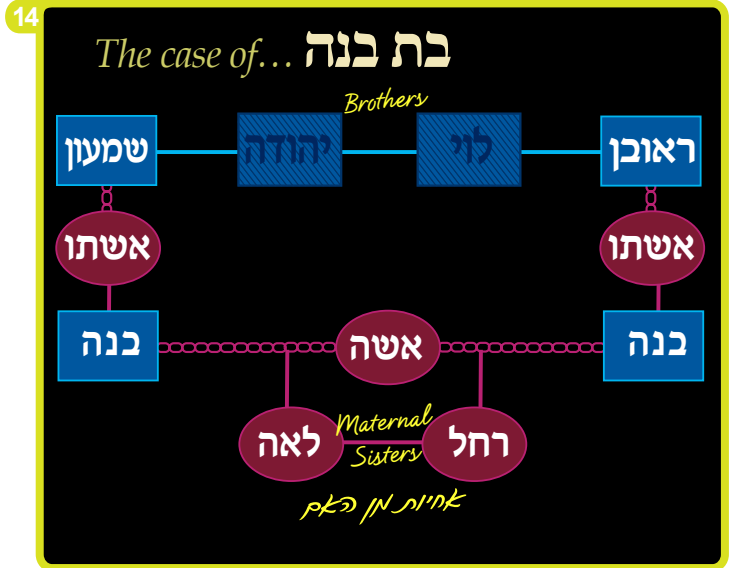 14
The case of... בת בנה
Brothers
ראובן לוי יהודה שמעון
אשתו אשתו
בנה אשה בנה
רחל Maternal Sisters לאה
אחיות מן האם